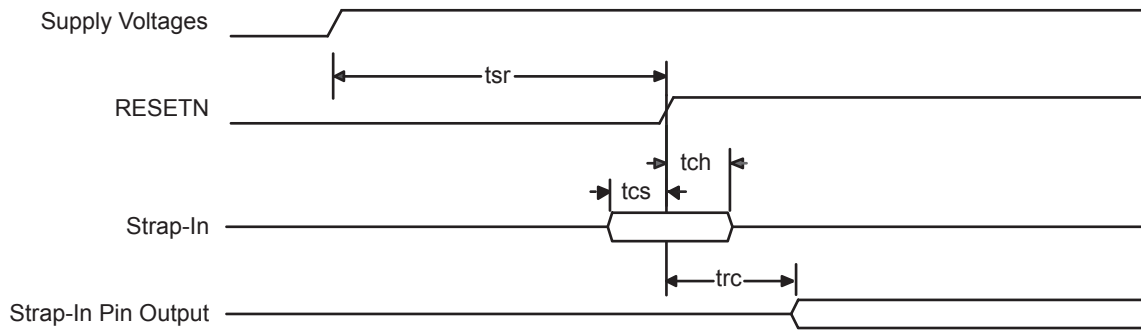 Supply Voltages
tsr
RESETN
tch
tcs
Strap-In
trc
Strap-In Pin Output